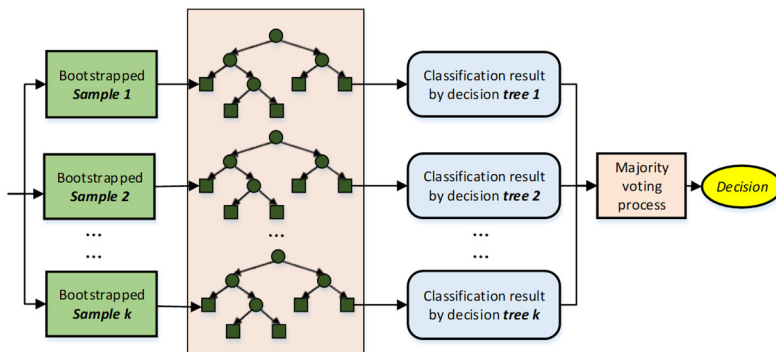 Bootstrapped
Sample 1
Classification result
by decision tree 1
Bootstrapped
Sample 2
Classification result
by decision tree 2
Majority
voting
process
Decision
...
...
...
...
...
Bootstrapped
Sample k
Classification result
by decision tree k